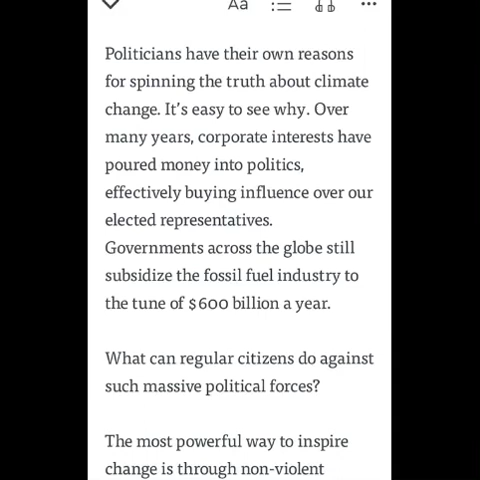 Aa
Politicians have their own reasons
for spinning the truth about climate
change. It’s easy to see why. Over
many years, corporate interests have
poured money into politics,
effectively buying influence over our
elected representatives.
Governments across the globe still
subsidize the fossil fuel industry to
the tune of $600 billion a year.
What can regular citizens do against
such massive political forces?
The most powerful way to inspire
change is through non-violent